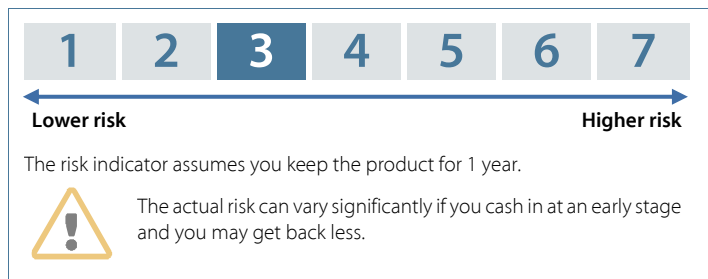 1 2 3 4 5 6 7
Lower risk Higher risk
The risk indicator assumes you keep the product for 1 year.
The actual risk can vary significantly if you cash in at an early stage
and you may get back less.